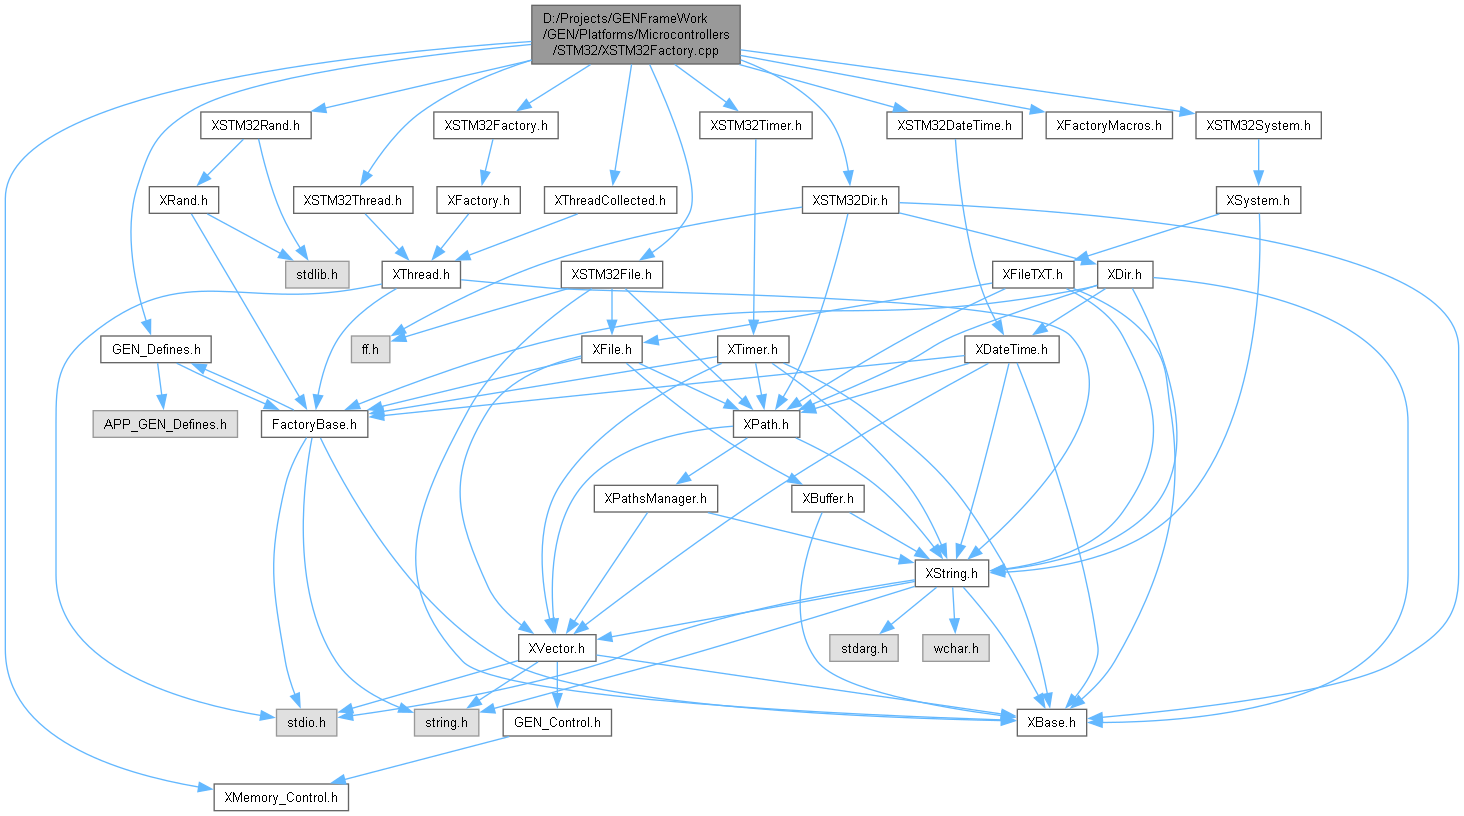 D:/Projects/GENFrameWork
/GEN/Platforms/Microcontrollers
/STM32/XSTM32Factory.cpp
XSTM32Rand.h
XSTM32Factory.h
XSTM32Timer.h
XSTM32DateTime.h
XFactoryMacros.h
XSTM32System.h
XRand.h
XSTM32Thread.h
XFactory.h
XThreadCollected.h
XSTM32Dir.h
XSystem.h
stdlib.h
XThread.h
XSTM32File.h
XFileTXT.h
XDir.h
GEN_Defines.h
ff.h
XFile.h
XTimer.h
XDateTime.h
APP_GEN_Defines.h
FactoryBase.h
XPath.h
XPathsManager.h
XBuffer.h
XString.h
XVector.h
stdarg.h
wchar.h
stdio.h
string.h
GEN_Control.h
XBase.h
XMemory_Control.h